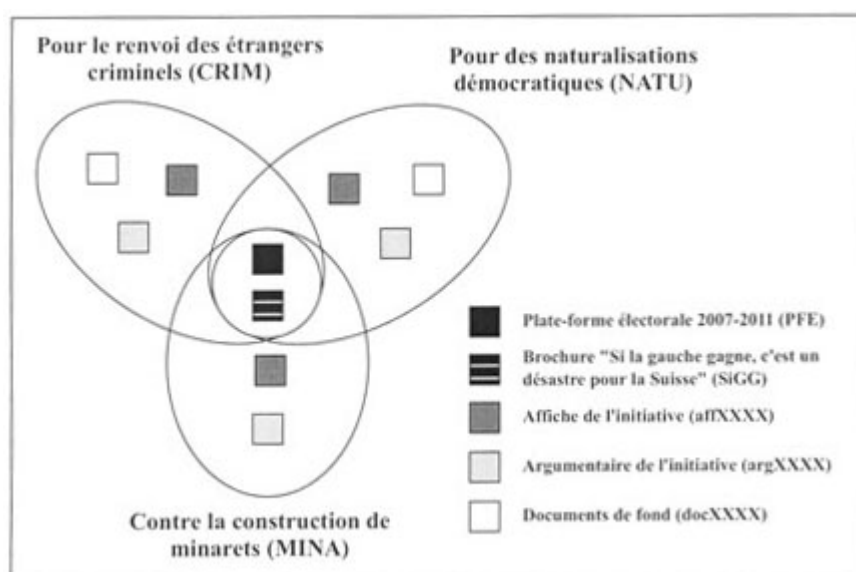 Pour le renvoi des étrangers
criminels (CRIM)
Pour des naturalisations
démocratiques (NATU)
Plate-forme électorale 2007-2011 (PFE)
Brochure "Si la gauche gagne, c'est un
désastre pour la Suisse" (SiGG)
Affiche de l'initiative (affXXXX)
Argumentaire de l'initiative (argXXXX)
Documents de fond (docXXXX)
Contre la construction de
minarets (MINA)